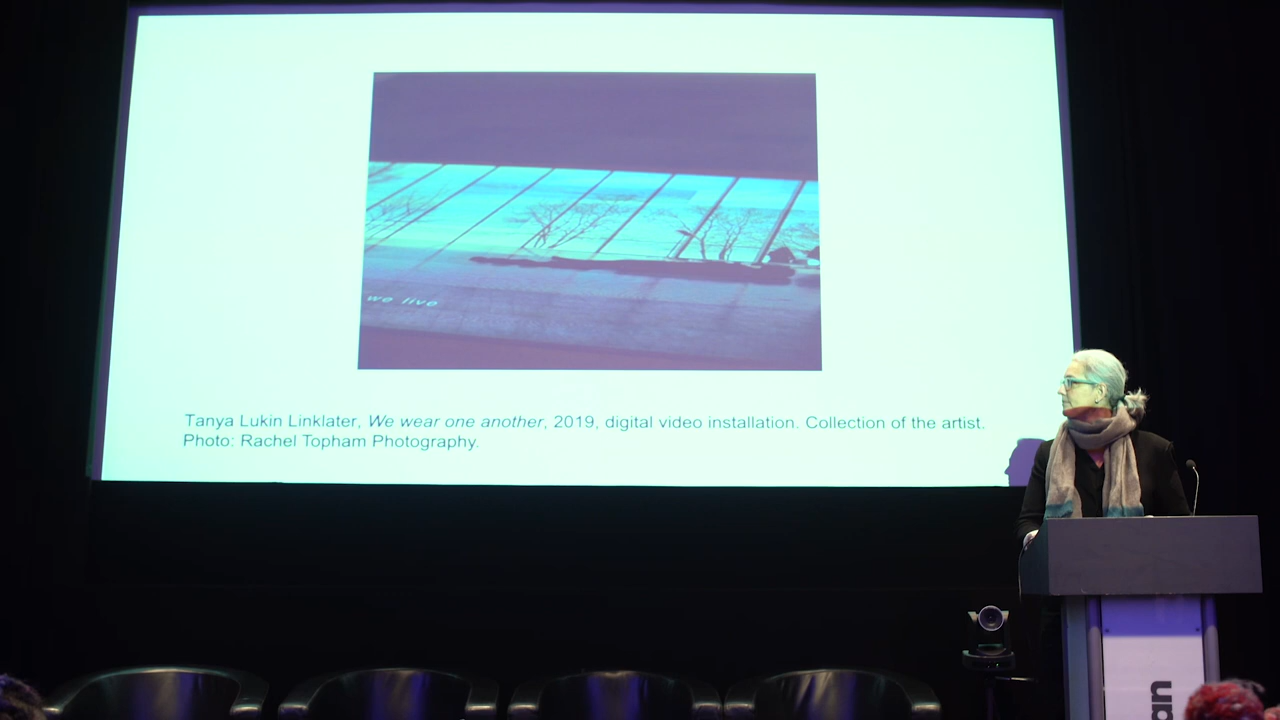 we live
Tanya Lukin Linklater, We wear one another, 2019, digital video installation. Collection of the artist.
Photo: Rachel Topham Photography.
an